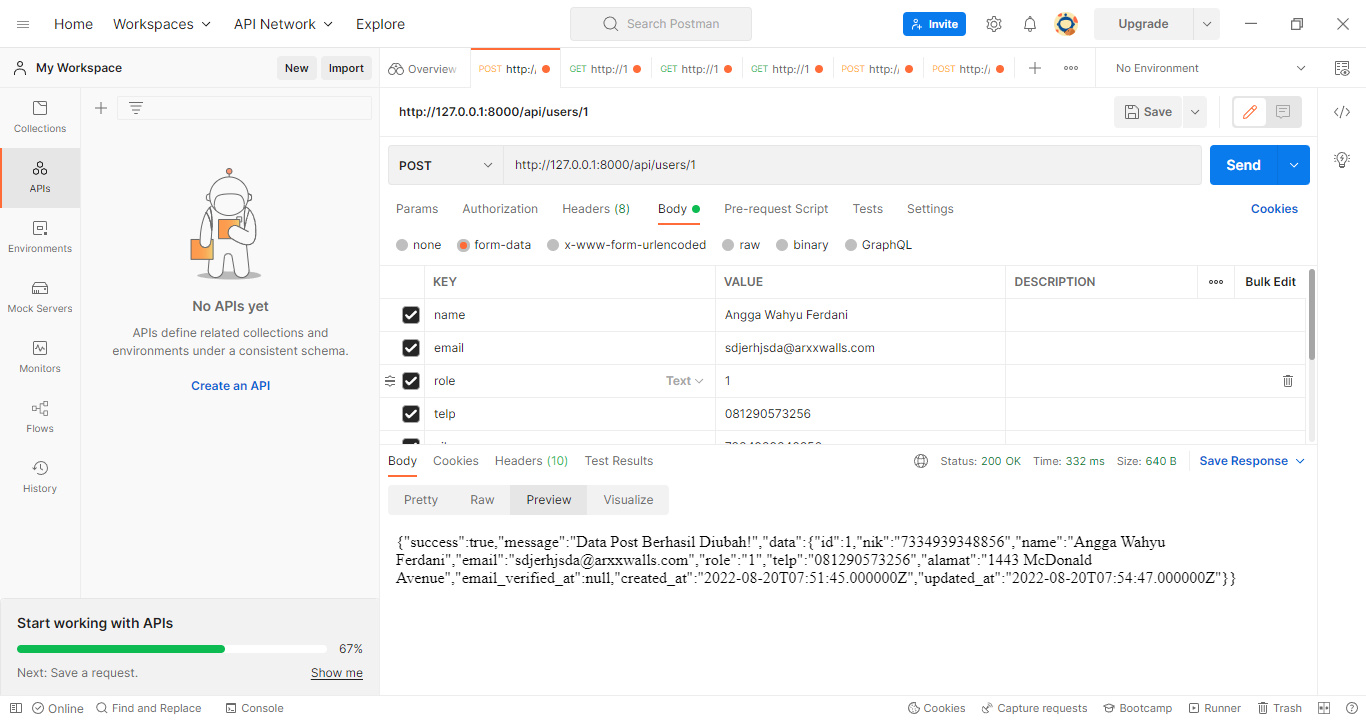 Home Workspaces API Network Explore Search Postman Invite Upgrade
My Workspace New Import Overview POST http:/ GET http://1 GET http://1 GET http://1 POST http:/ POST http:/ No Environment
Collections
APIs
Environments
Mock Servers
Monitors
Flows
History
No APIs yet
APIs define related collections and
environments under a consistent schema.
Create an API
Start working with APIs
67%
Next: Save a request. Show me
http://127.0.0.1:8000/api/users/1 Save
POST http://127.0.0.1:8000/api/users/1 Send
Params Authorization Headers (8) Body Pre-request Script Tests Settings Cookies
none form-data x-www-form-urlencoded raw binary GraphQL
KEY VALUE DESCRIPTION Bulk Edit
name Angga Wahyu Ferdani
email sdjerhjsda@arxxwalls.com
role Text 1
telp 081290573256
Body Cookies Headers (10) Test Results Status: 200 OK Time: 332 ms Size: 640 B Save Response
Pretty Raw Preview Visualize
{"success":true,"message":"Data Post Berhasil Diubah!","data":{"id":1,"nik":"7334939348856","name":"Angga Wahyu
Ferdani","email":"sdjerhjsda@arxxwalls.com","role":"1","telp":"081290573256","alamat":"1443 McDonald
Avenue","email_verified_at":null,"created_at":"2022-08-20T07:51:45.000000Z","updated_at":"2022-08-20T07:54:47.000000Z"}}
Online Find and Replace Console Cookies Capture requests Bootcamp Runner Trash